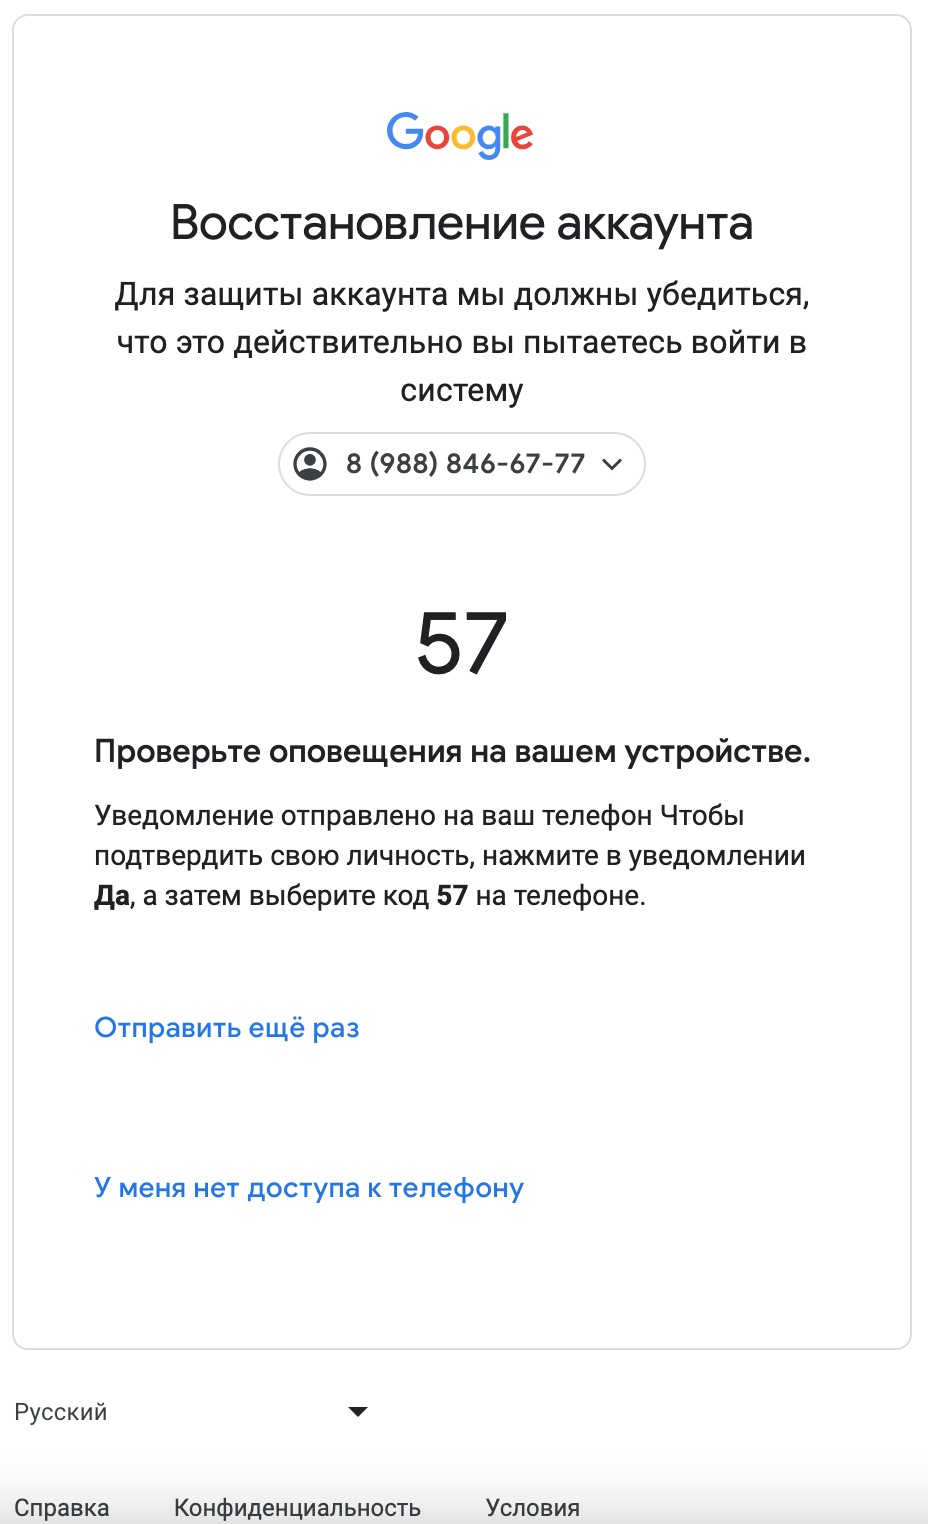 Google
Восстановление аккаунта
Для защиты аккаунта мы должны убедиться,
что это действительно вы пытаетесь войти в
систему
8 (988) 846-67-77
57
Проверьте оповещения на вашем устройстве.
Уведомление отправлено на ваш телефон Чтобы
подтвердить свою личность, нажмите в уведомлении
Да, а затем выберите код 57 на телефоне.
Отправить ещё раз
У меня нет доступа к телефону
Русский
Справка Конфиденциальность Условия